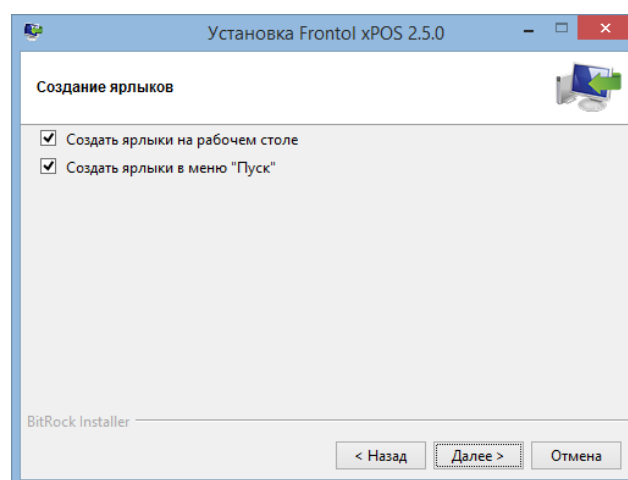 Установка Frontol xPOS 2.5.0
Создание ярлыков
Создать ярлыки на рабочем столе
Создать ярлыки в меню "Пуск"
BitRock Installer
< Назад Далее > Отмена